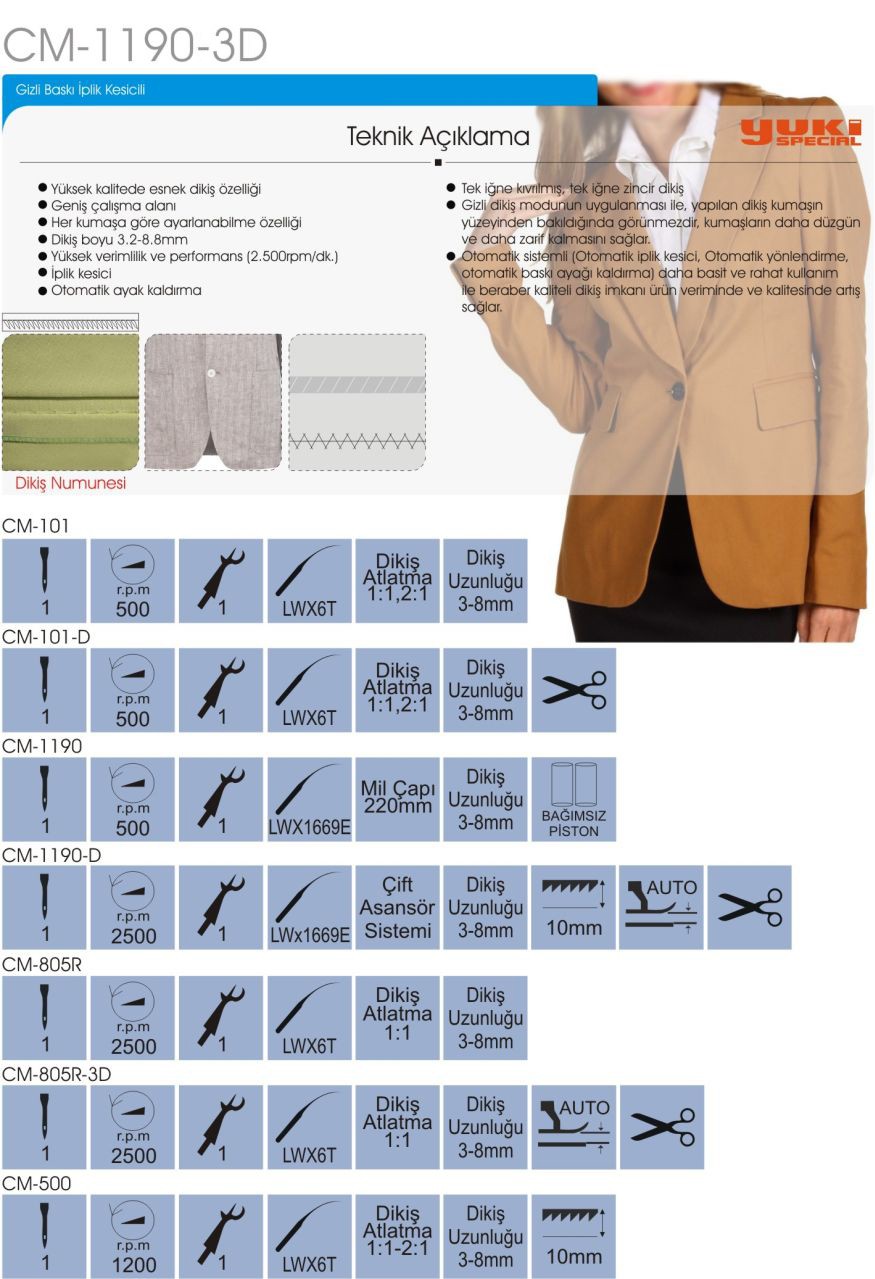 CM-1190-3D
Gizli Baskı İplik Kesicili
Teknik Açıklama
YUKI
SPECIAL
Yüksek kalitede esnek dikiş özelliği
Geniş çalışma alanı
Her kumaşa göre ayarlanabilme özelliği
Dikiş boyu 3.2-8.8mm
Yüksek verimlilik ve performans (2.500rpm/dk.)
İplik kesici
Otomatik ayak kaldırma
Tek iğne kıvrılmış, tek iğne zincir dikiş
Gizli dikiş modunun uygulanması ile, yapılan dikiş kumaşın
yüzeyinden bakıldığında görünmezdir, kumaşların daha düzgün
ve daha zarif kalmasını sağlar.
Otomatik sistemli (Otomatik iplik kesici, Otomatik yönlendirme,
otomatik baskı ayağı kaldırma) daha basit ve rahat kullanım
ile beraber kaliteli dikiş imkanı ürün veriminde ve kalitesinde artış
sağlar.
Dikiş Numunesi
CM-101
1
r.p.m
500
1
LWX6T
Dikiş
Atlatma
1:1,2:1
Dikiş
Uzunluğu
3-8mm
CM-101-D
1
r.p.m
500
1
LWX6T
Dikiş
Atlatma
1:1,2:1
Dikiş
Uzunluğu
3-8mm
CM-1190
1
r.p.m
500
1
LWX1669E
Mil Çapı
220mm
Dikiş
Uzunluğu
3-8mm
BAĞIMSIZ
PİSTON
CM-1190-D
1
r.p.m
2500
1
LWx1669E
Çift
Asansör
Sistemi
Dikiş
Uzunluğu
3-8mm
10mm
AUTO
CM-805R
1
r.p.m
2500
1
LWX6T
Dikiş
Atlatma
1:1
Dikiş
Uzunluğu
3-8mm
CM-805R-3D
1
r.p.m
2500
1
LWX6T
Dikiş
Atlatma
1:1
Dikiş
Uzunluğu
3-8mm
AUTO
CM-500
1
r.p.m
1200
1
LWX6T
Dikiş
Atlatma
1:1-2:1
Dikiş
Uzunluğu
3-8mm
10mm